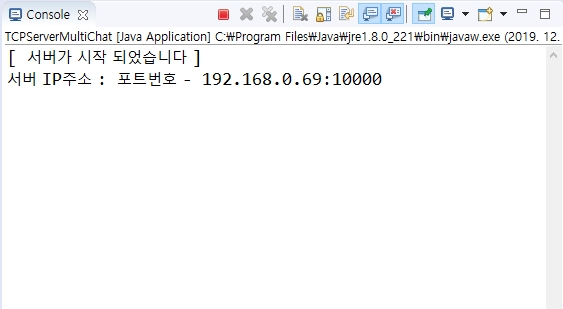 Console
TCPServerMultiChat [Java Application] C:₩Program Files₩Java₩jre1.8.0_221₩bin₩javaw.exe (2019. 12.
[ 서버가 시작 되었습니다 ]
서버 IP주소 : 포트번호 - 192.168.0.69:10000